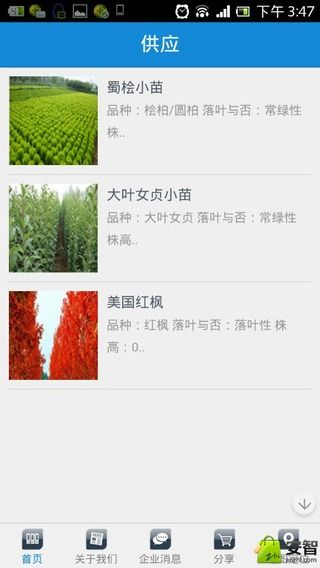 下午 3:47
供应
蜀桧小苗
品种：桧柏/圆柏 落叶与否：常绿性
株..
大叶女贞小苗
品种：大叶女贞 落叶与否：常绿性
株高..
美国红枫
品种：红枫 落叶与否：落叶性 株
高：0..
首页
关于我们
企业消息
分享
安智